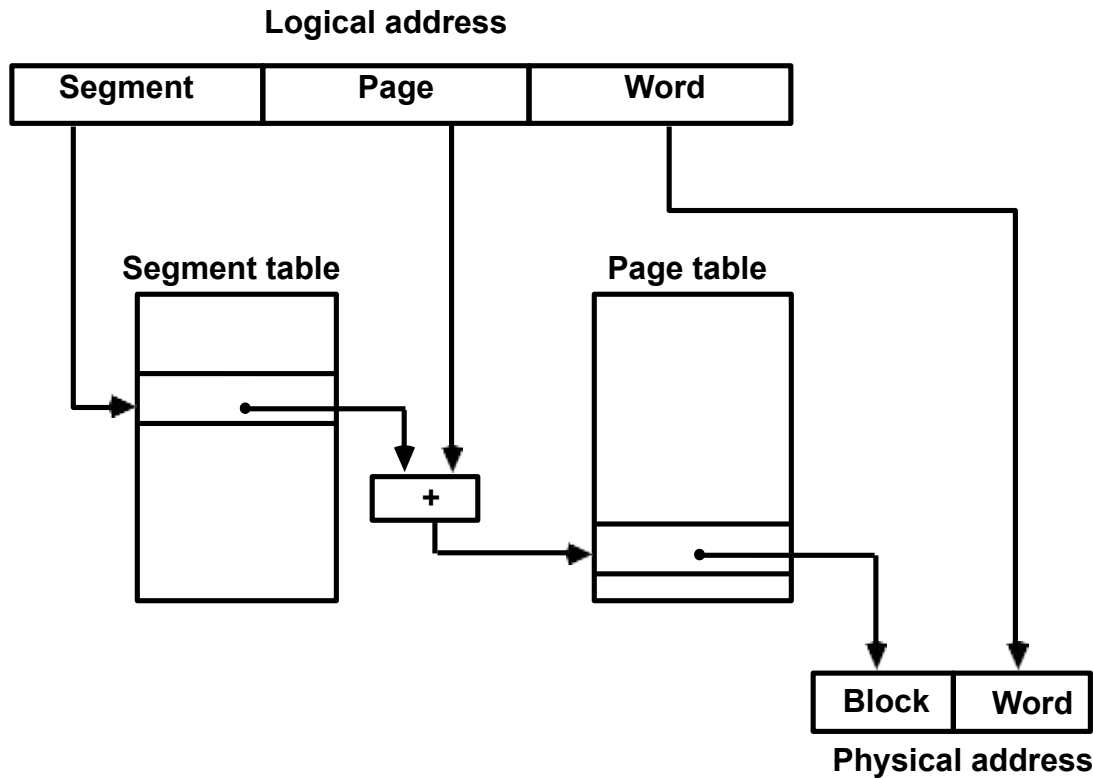 Logical address
Segment Page Word
Segment table Page table
+
Block Word
Physical address